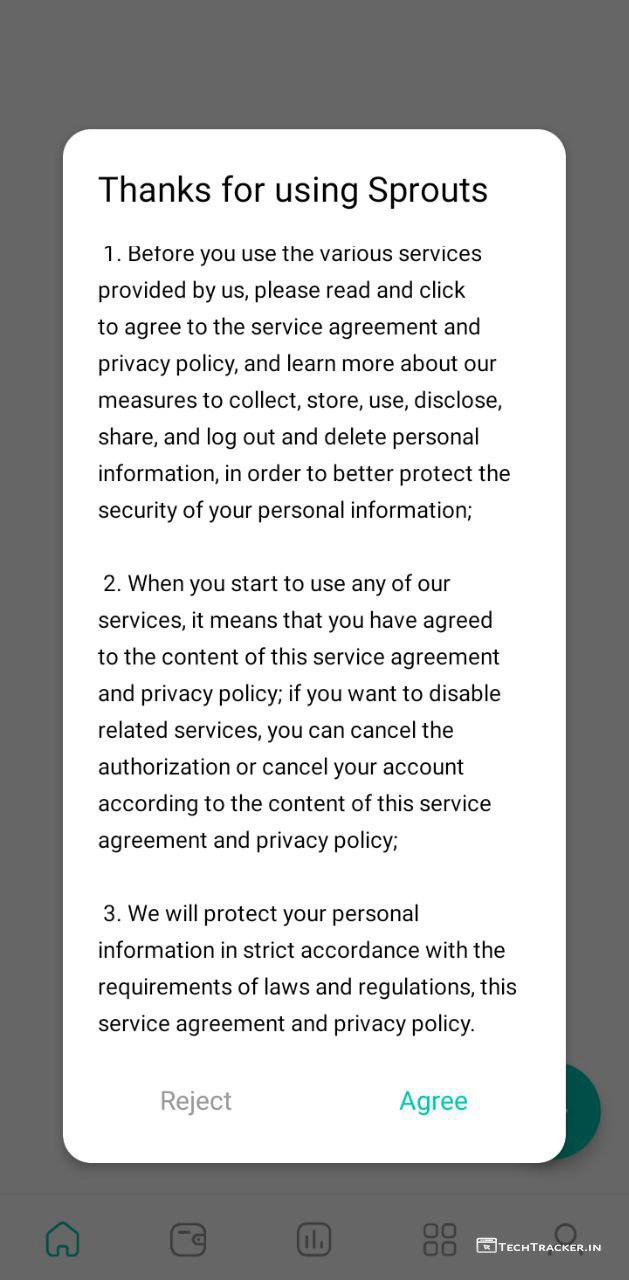 Thanks for using Sprouts
1. Before you use the various services
provided by us, please read and click
to agree to the service agreement and
privacy policy, and learn more about our
measures to collect, store, use, disclose,
share, and log out and delete personal
information, in order to better protect the
security of your personal information;
2. When you start to use any of our
services, it means that you have agreed
to the content of this service agreement
and privacy policy; if you want to disable
related services, you can cancel the
authorization or cancel your account
according to the content of this service
agreement and privacy policy;
3. We will protect your personal
information in strict accordance with the
requirements of laws and regulations, this
service agreement and privacy policy.
Reject Agree
TechTracker.in